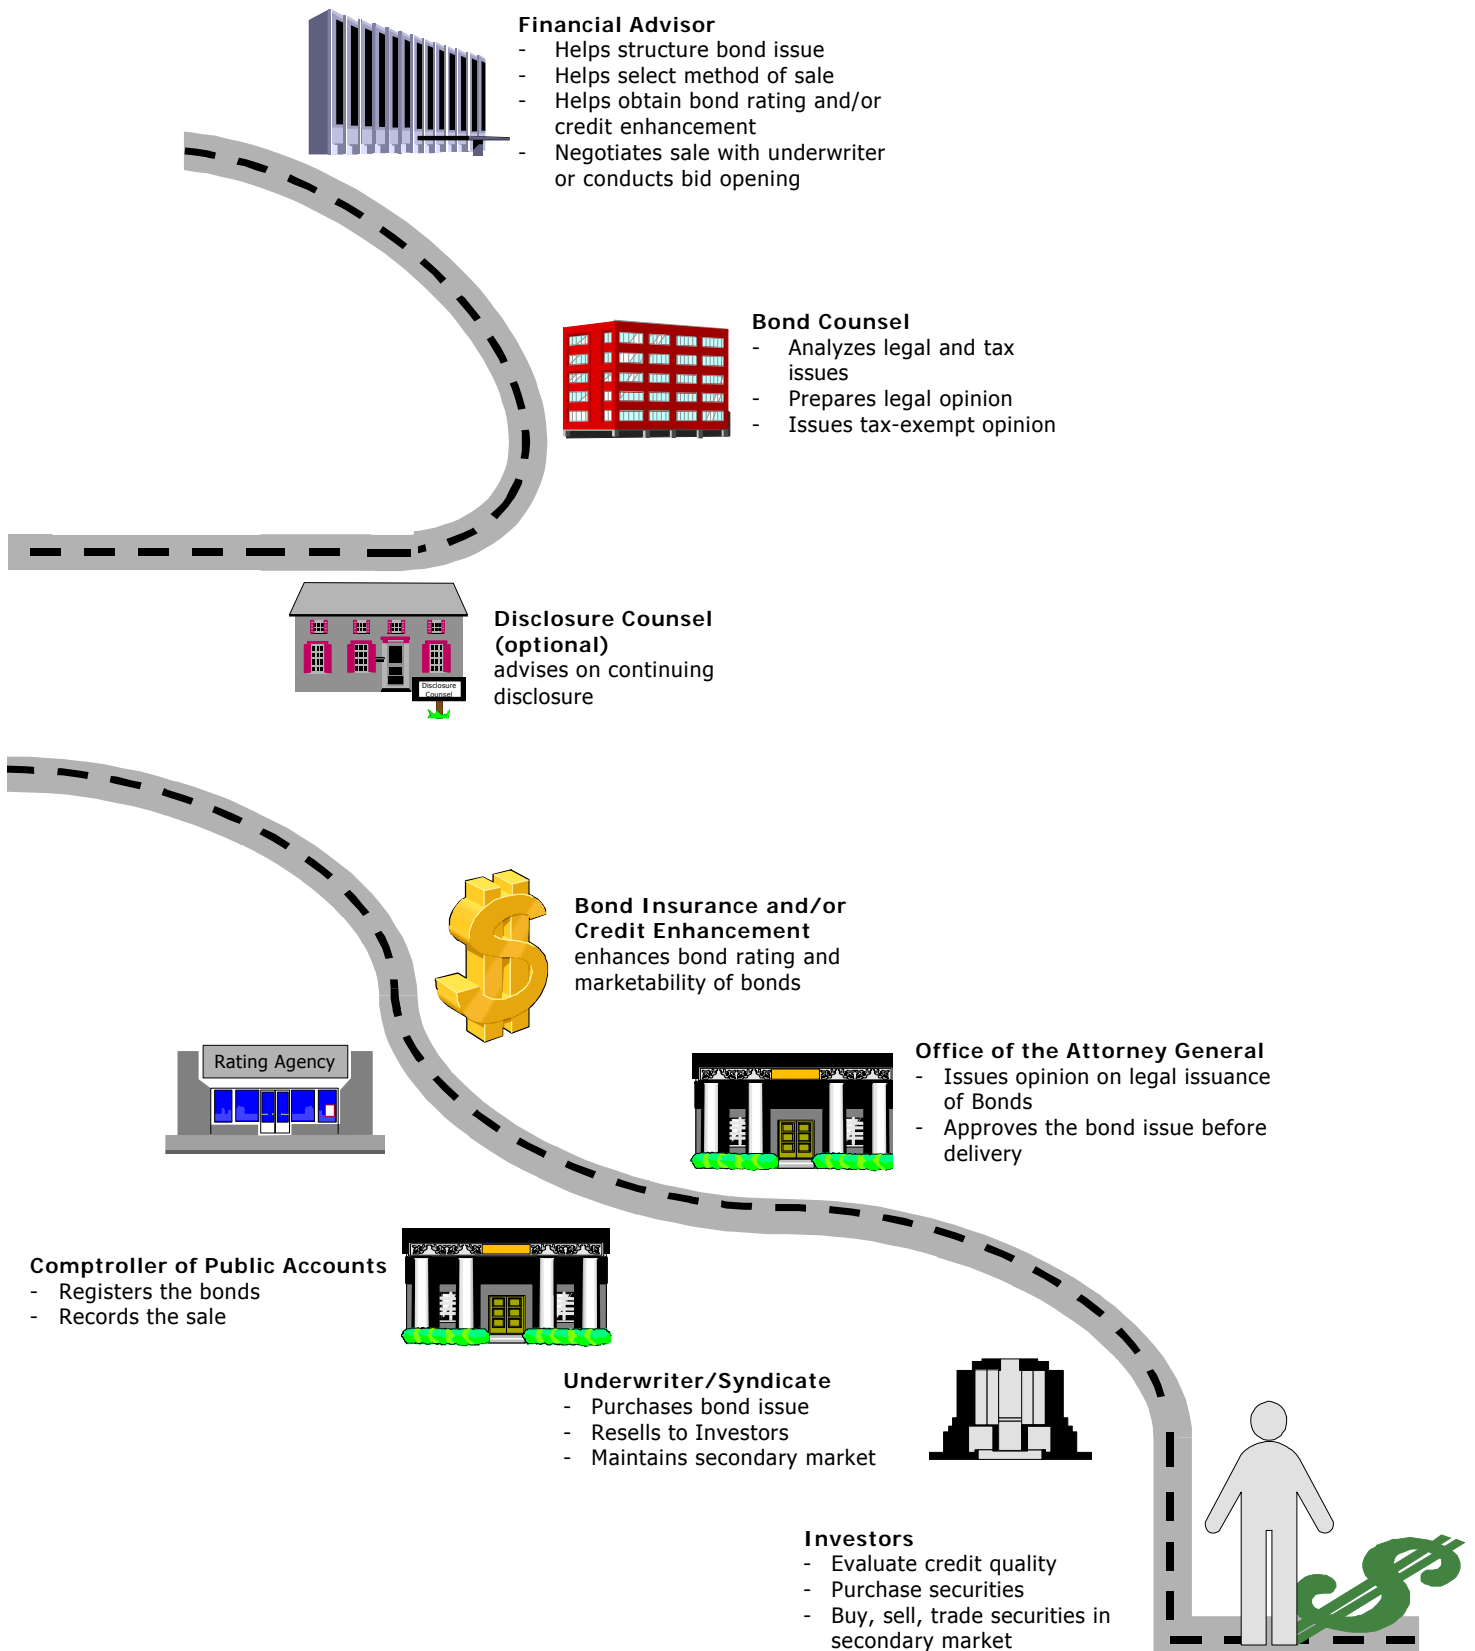 Financial Advisor
- Helps structure bond issue
- Helps select method of sale
- Helps obtain bond rating and/or
credit enhancement
- Negotiates sale with underwriter
or conducts bid opening
Bond Counsel
- Analyzes legal and tax
issues
- Prepares legal opinion
- Issues tax-exempt opinion
Disclosure Counsel
(optional)
advises on continuing
disclosure
Disclosure
Counsel
Bond Insurance and/or
Credit Enhancement
enhances bond rating and
marketability of bonds
Rating Agency
Office of the Attorney General
- Issues opinion on legal issuance
of Bonds
- Approves the bond issue before
delivery
Comptroller of Public Accounts
- Registers the bonds
- Records the sale
Underwriter/Syndicate
- Purchases bond issue
- Resells to Investors
- Maintains secondary market
Investors
- Evaluate credit quality
- Purchase securities
- Buy, sell, trade securities in
secondary market